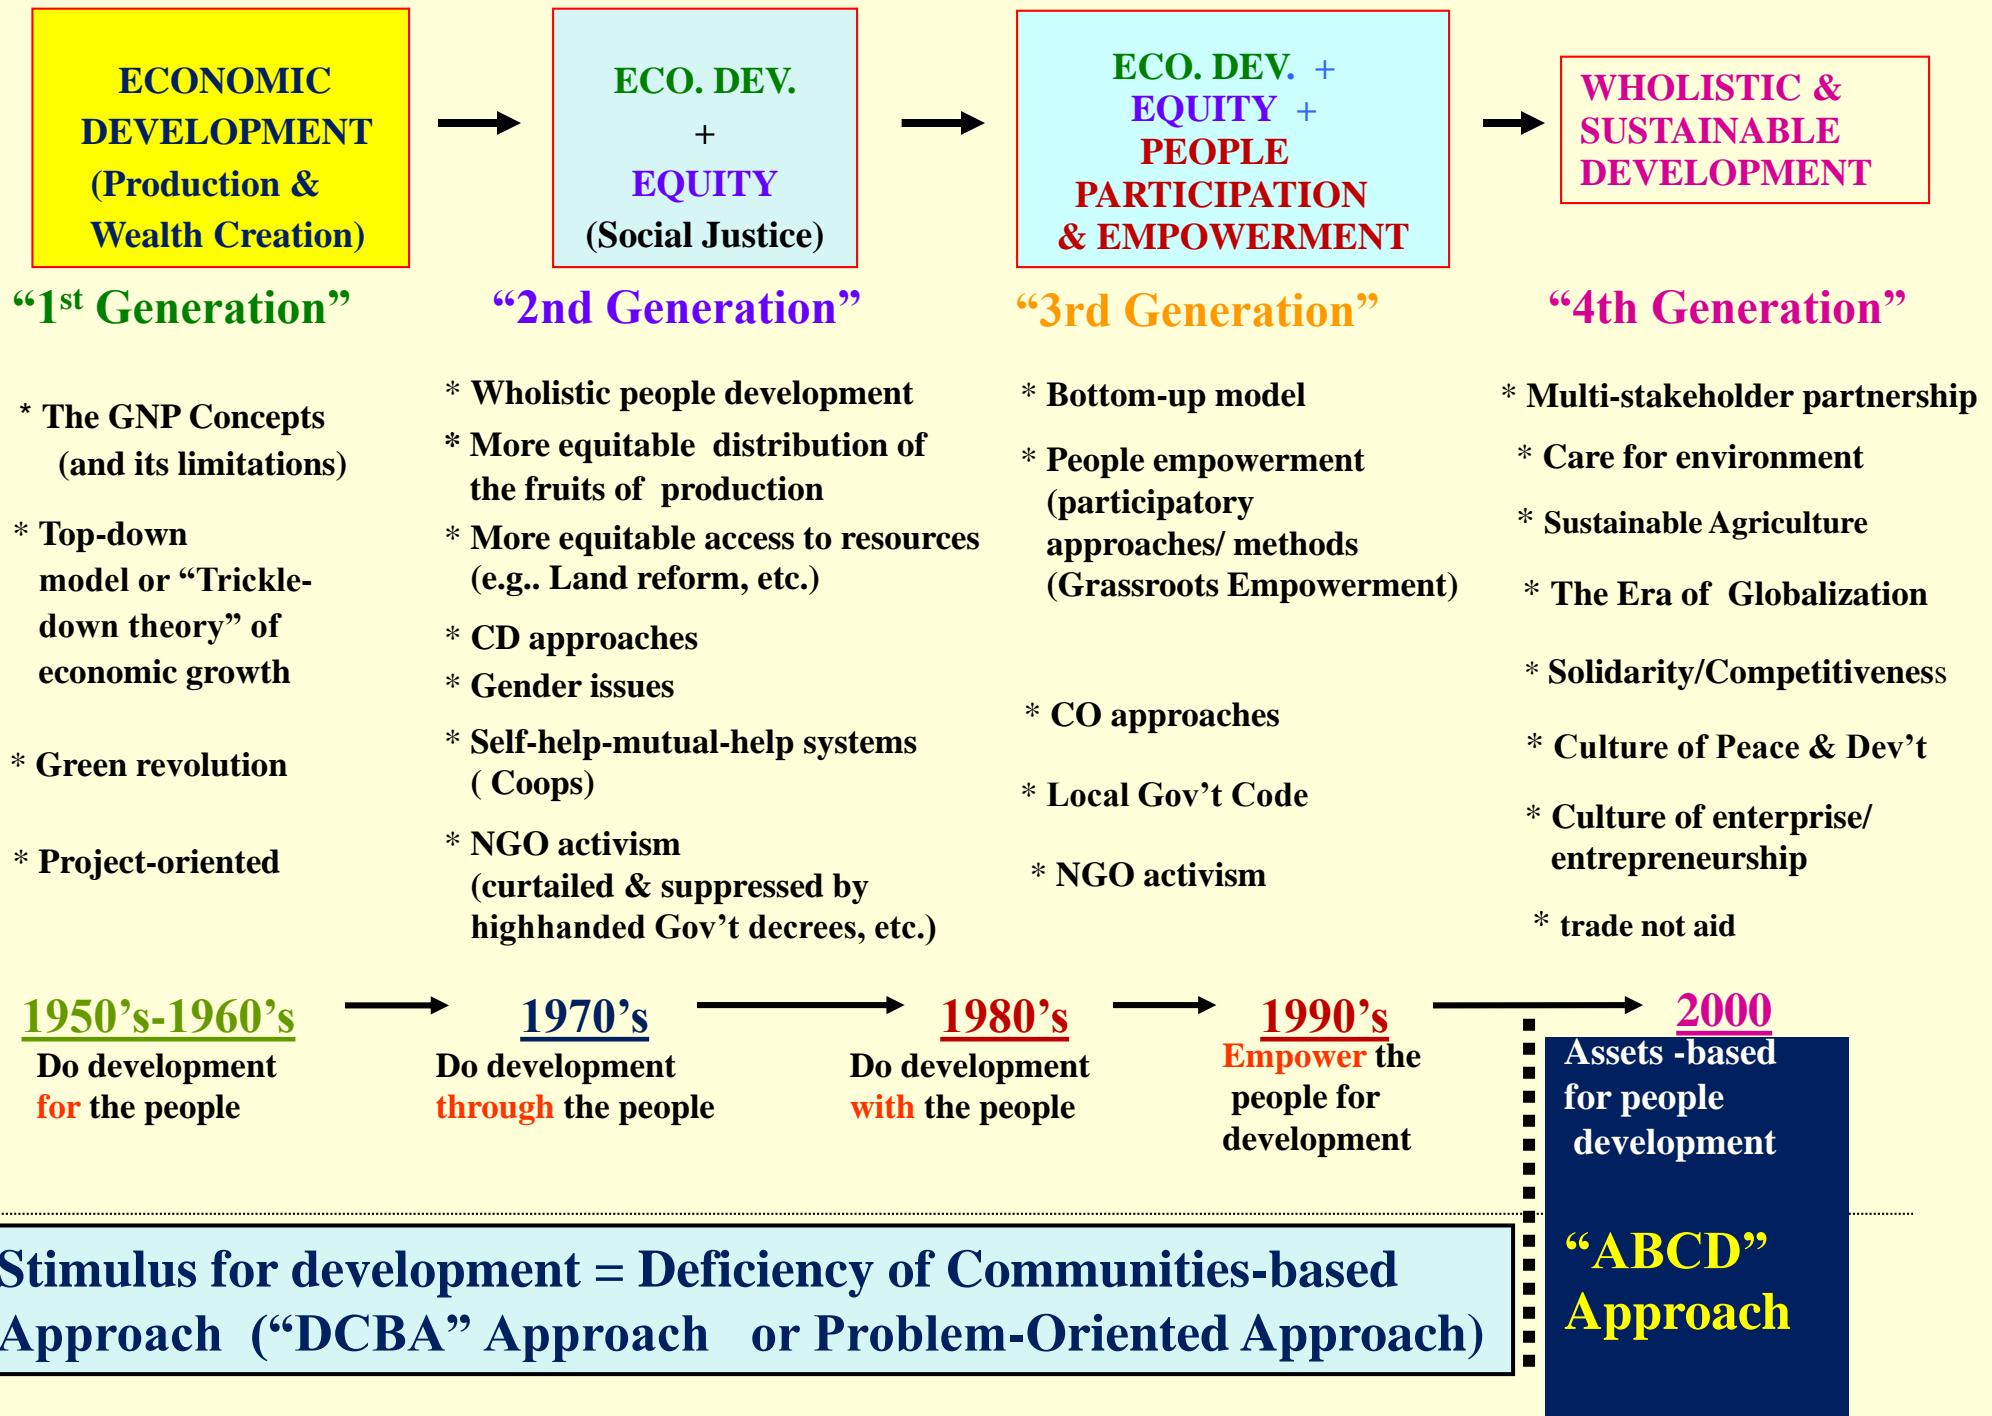 ECONOMIC
DEVELOPMENT
(Production &
Wealth Creation)
ECO. DEV.
+
EQUITY
(Social Justice)
ECO. DEV. +
EQUITY +
PEOPLE
PARTICIPATION
& EMPOWERMENT
WHOLISTIC &
SUSTAINABLE
DEVELOPMENT
“1st Generation”
“2nd Generation”
“3rd Generation”
“4th Generation”
* The GNP Concepts
(and its limitations)
* Top-down
model or “Trickle-
down theory” of
economic growth
* Green revolution
* Project-oriented
* Wholistic people development
* More equitable distribution of
the fruits of production
* More equitable access to resources
(e.g.. Land reform, etc.)
* CD approaches
* Gender issues
* Self-help-mutual-help systems
( Coops)
* NGO activism
(curtailed & suppressed by
highhanded Gov’t decrees, etc.)
* Bottom-up model
* People empowerment
(participatory
approaches/ methods
(Grassroots Empowerment)
* CO approaches
* Local Gov’t Code
* NGO activism
* Multi-stakeholder partnership
* Care for environment
* Sustainable Agriculture
* The Era of Globalization
* Solidarity/Competitiveness
* Culture of Peace & Dev’t
* Culture of enterprise/
entrepreneurship
* trade not aid
1950’s-1960’s
Do development
for the people
1970’s
Do development
through the people
1980’s
Do development
with the people
1990’s
Empower the
people for
development
2000
Assets -based
for people
development
Stimulus for development = Deficiency of Communities-based
Approach (“DCBA” Approach or Problem-Oriented Approach)
“ABCD”
Approach